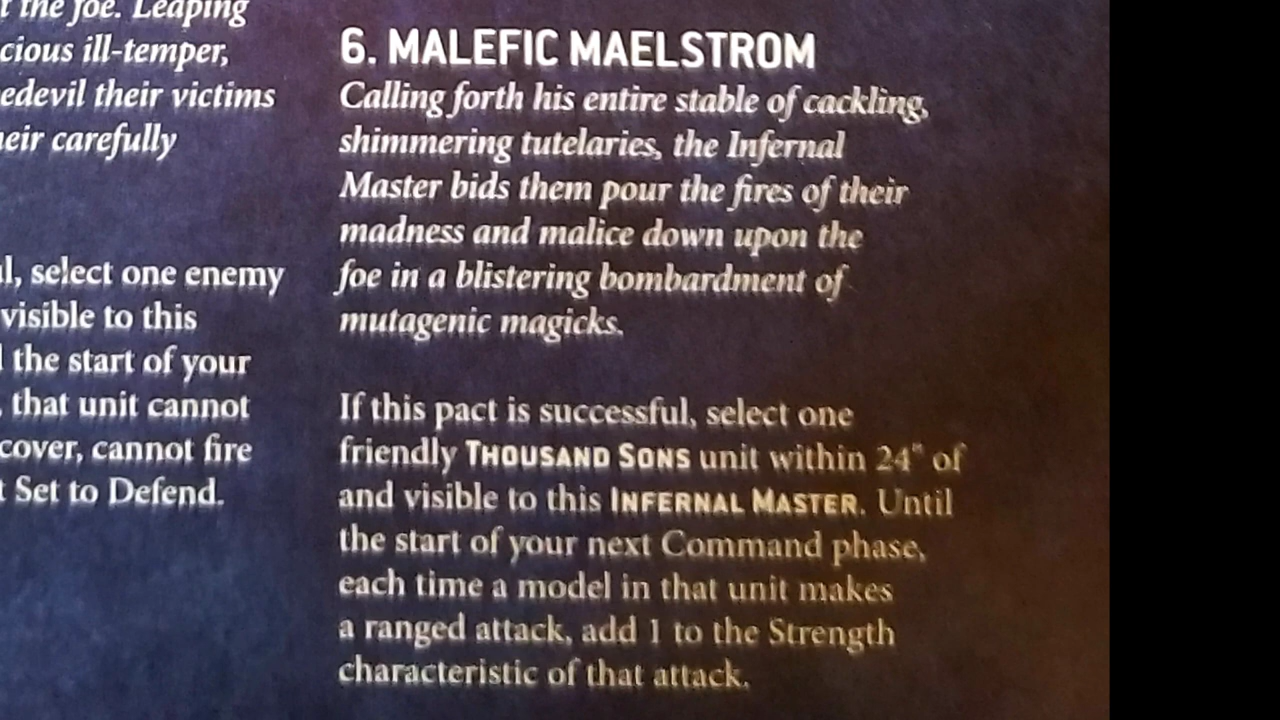 t the foe. Leaping
cious ill-temper,
edevil their victims
heir carefully
l, select one enemy
visible to this
the start of your
, that unit cannot
cover, cannot fire
t Set to Defend.
6. MALEFIC MAELSTROM
Calling forth his entire stable of cackling,
shimmering tutelaries, the Infernal
Master bids them pour the fires of their
madness and malice down upon the
foe in a blistering bombardment of
mutagenic magicks.
If this pact is successful, select one
friendly THOUSAND SONS unit within 24" of
and visible to this INFERNAL MASTER. Until
the start of your next Command phase,
each time a model in that unit makes
a ranged attack, add 1 to the Strength
characteristic of that attack.